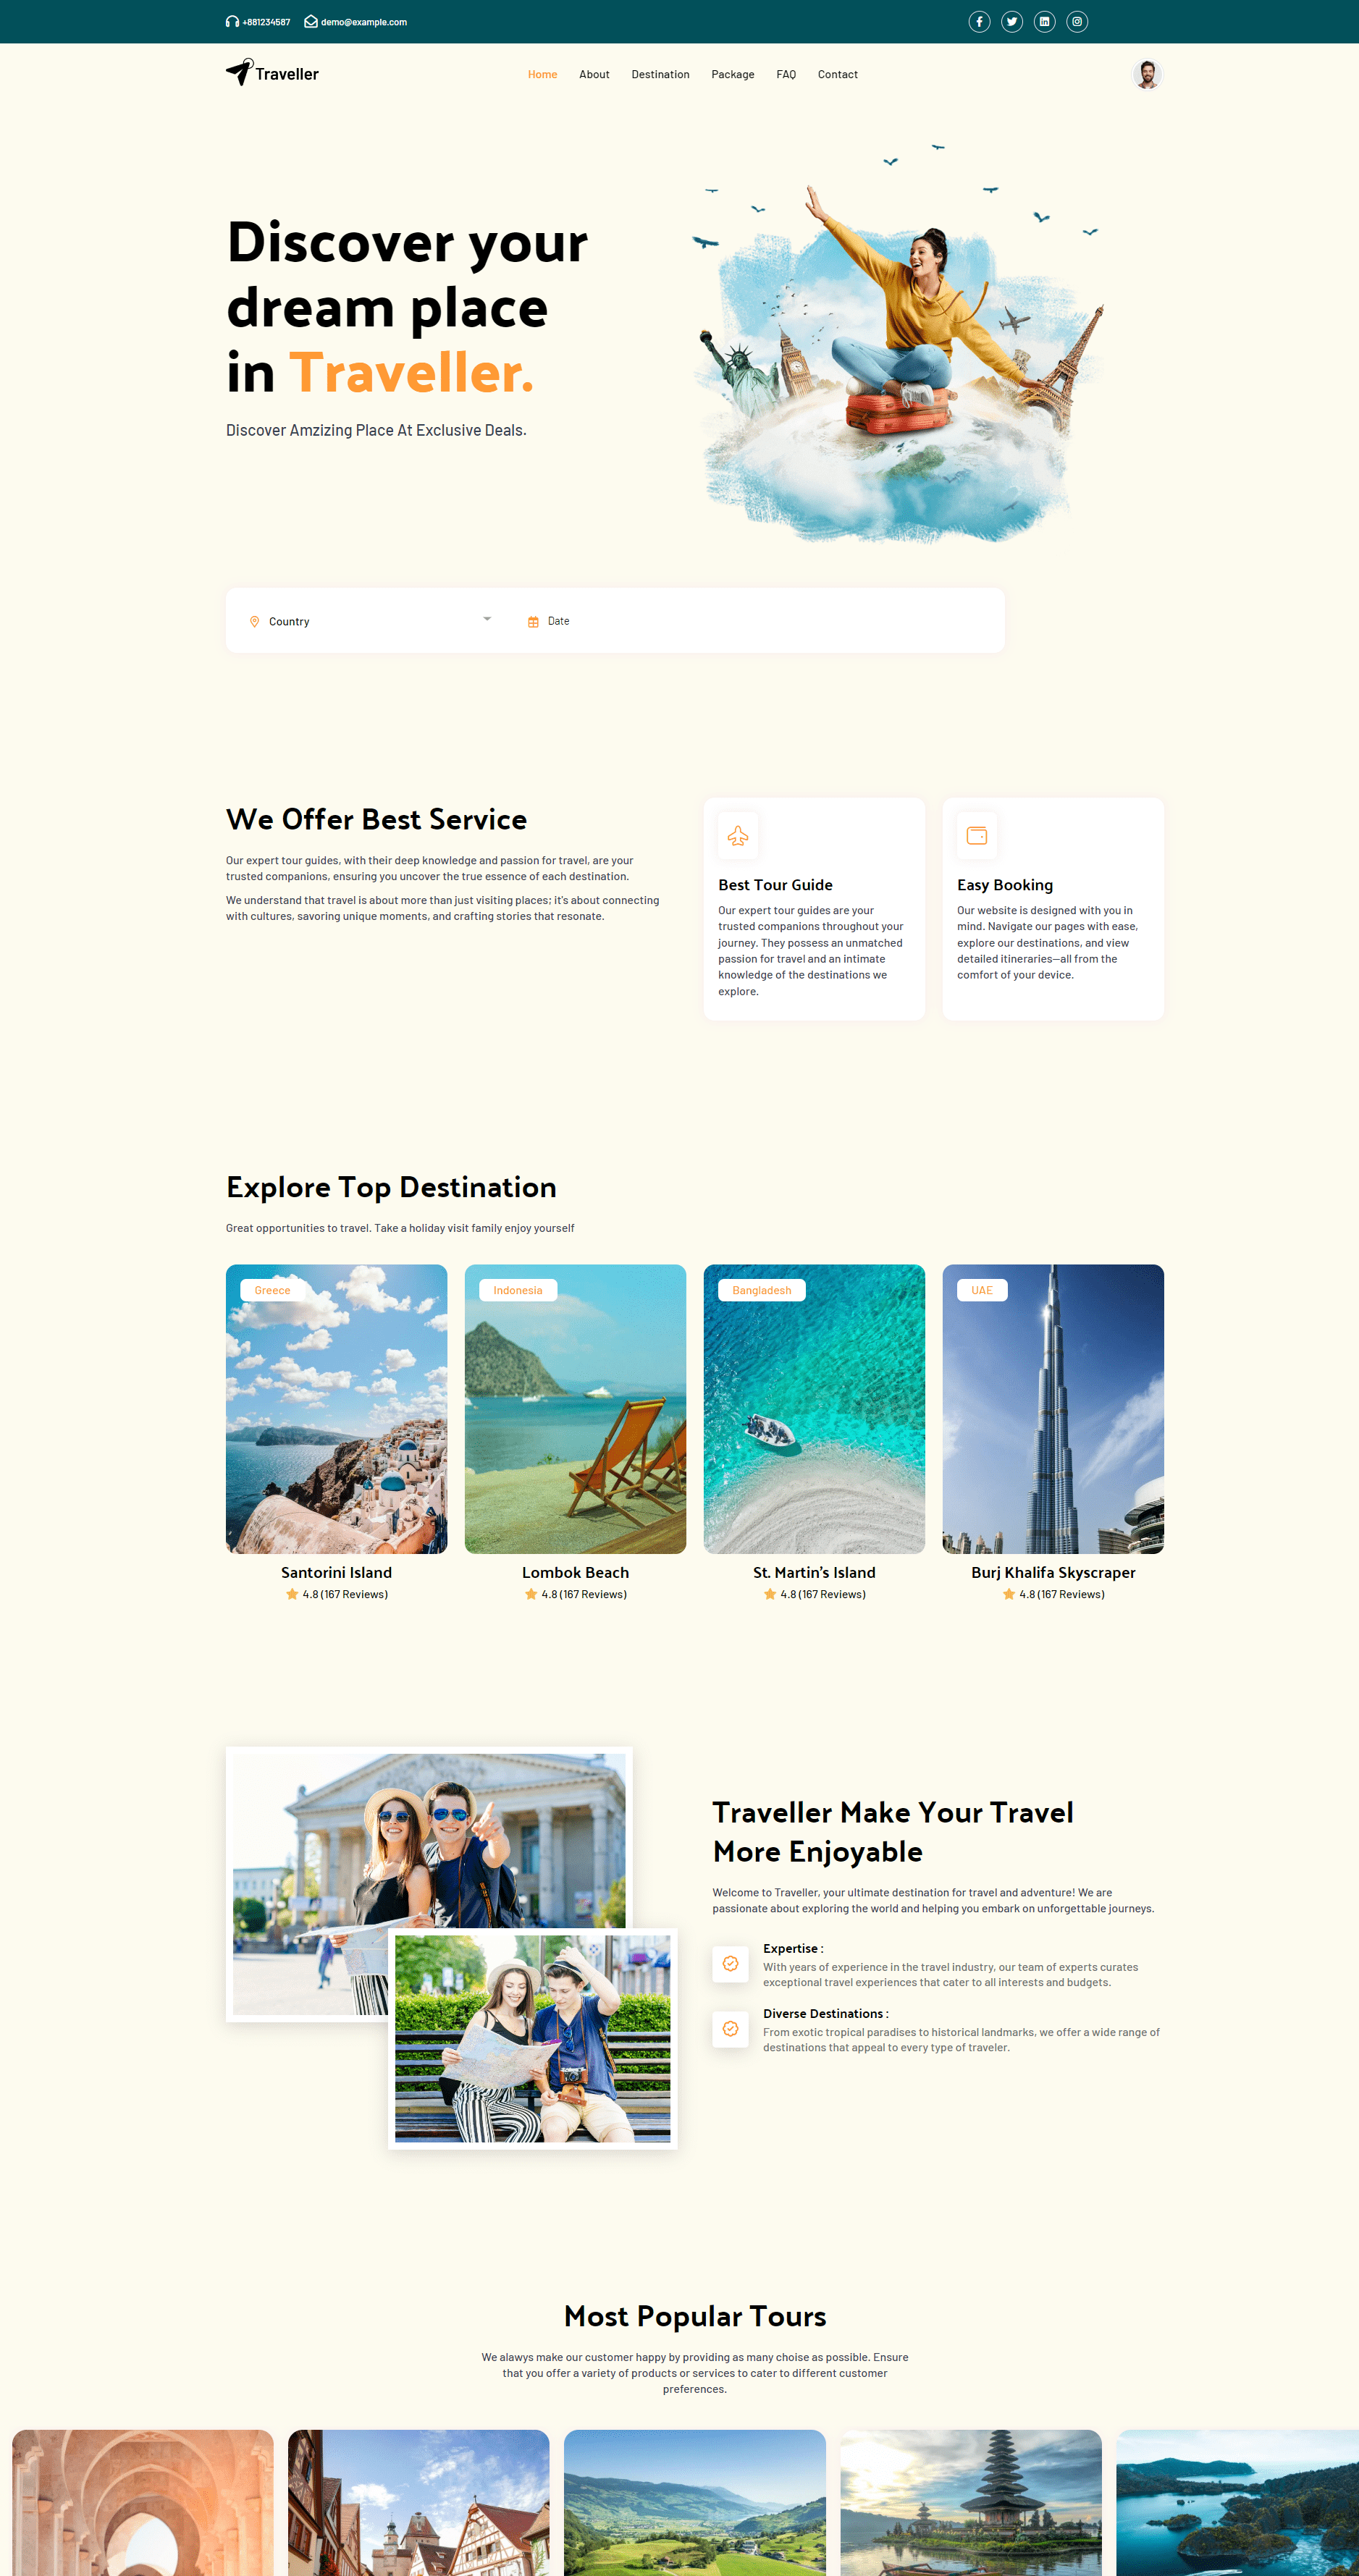 +881234587 demo@example.com
Traveller
Home About Destination Package FAQ Contact
Discover your
dream place
in Traveller.
Discover Amzizing Place At Exclusive Deals.
Country
Date
We Offer Best Service
Our expert tour guides, with their deep knowledge and passion for travel, are your
trusted companions, ensuring you uncover the true essence of each destination.
We understand that travel is about more than just visiting places; it's about connecting
with cultures, savoring unique moments, and crafting stories that resonate.
Best Tour Guide
Our expert tour guides are your
trusted companions throughout your
journey. They possess an unmatched
passion for travel and an intimate
knowledge of the destinations we
explore.
Easy Booking
Our website is designed with you in
mind. Navigate our pages with ease,
explore our destinations, and view
detailed itineraries—all from the
comfort of your device.
Explore Top Destination
Great opportunities to travel. Take a holiday visit family enjoy yourself
Greece
Santorini Island
4.8 (167 Reviews)
Indonesia
Lombok Beach
4.8 (167 Reviews)
Bangladesh
St. Martin's Island
4.8 (167 Reviews)
UAE
Burj Khalifa Skyscraper
4.8 (167 Reviews)
Traveller Make Your Travel
More Enjoyable
Welcome to Traveller, your ultimate destination for travel and adventure! We are
passionate about exploring the world and helping you embark on unforgettable journeys.
Expertise :
With years of experience in the travel industry, our team of experts curates
exceptional travel experiences that cater to all interests and budgets.
Diverse Destinations :
From exotic tropical paradises to historical landmarks, we offer a wide range of
destinations that appeal to every type of traveler.
Most Popular Tours
We alawys make our customer happy by providing as many choise as possible. Ensure
that you offer a variety of products or services to cater to different customer
preferences.